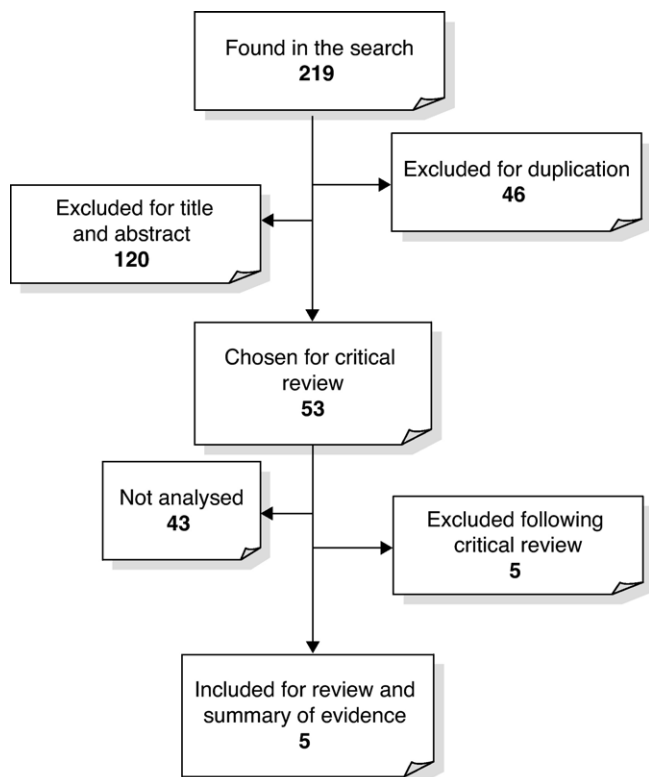 Found in the search
219
Excluded for duplication
46
Excluded for title
and abstract
120
Chosen for critical
review
53
Not analysed
43
Excluded following
critical review
5
Included for review and
summary of evidence
5